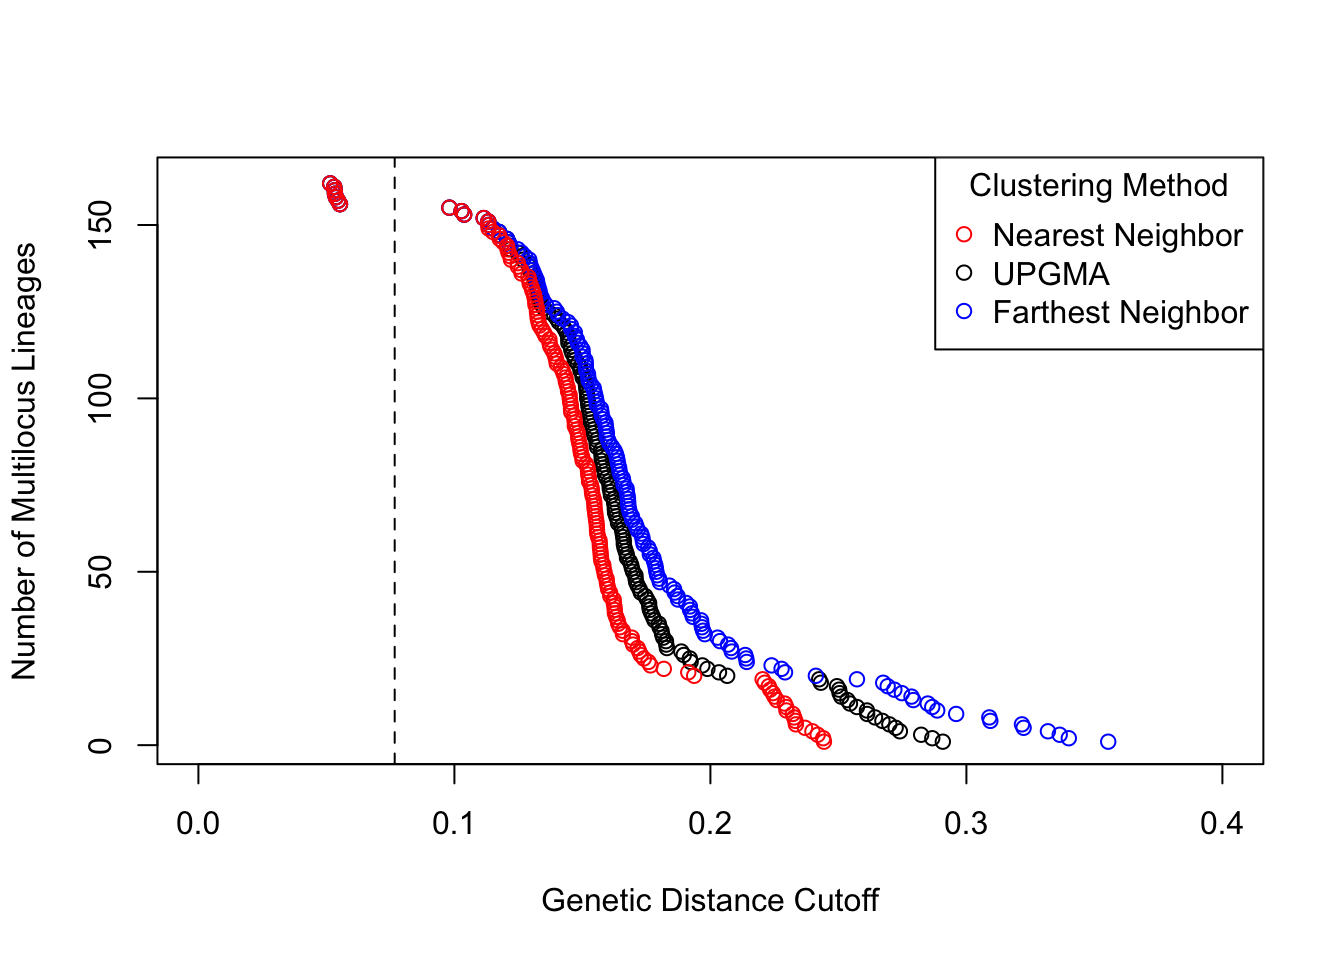 Clustering Method
Nearest Neighbor
UPGMA
Farthest Neighbor
Number of Multilocus Lineages
150
100
50
0
0.0 0.1 0.2 0.3 0.4
Genetic Distance Cutoff